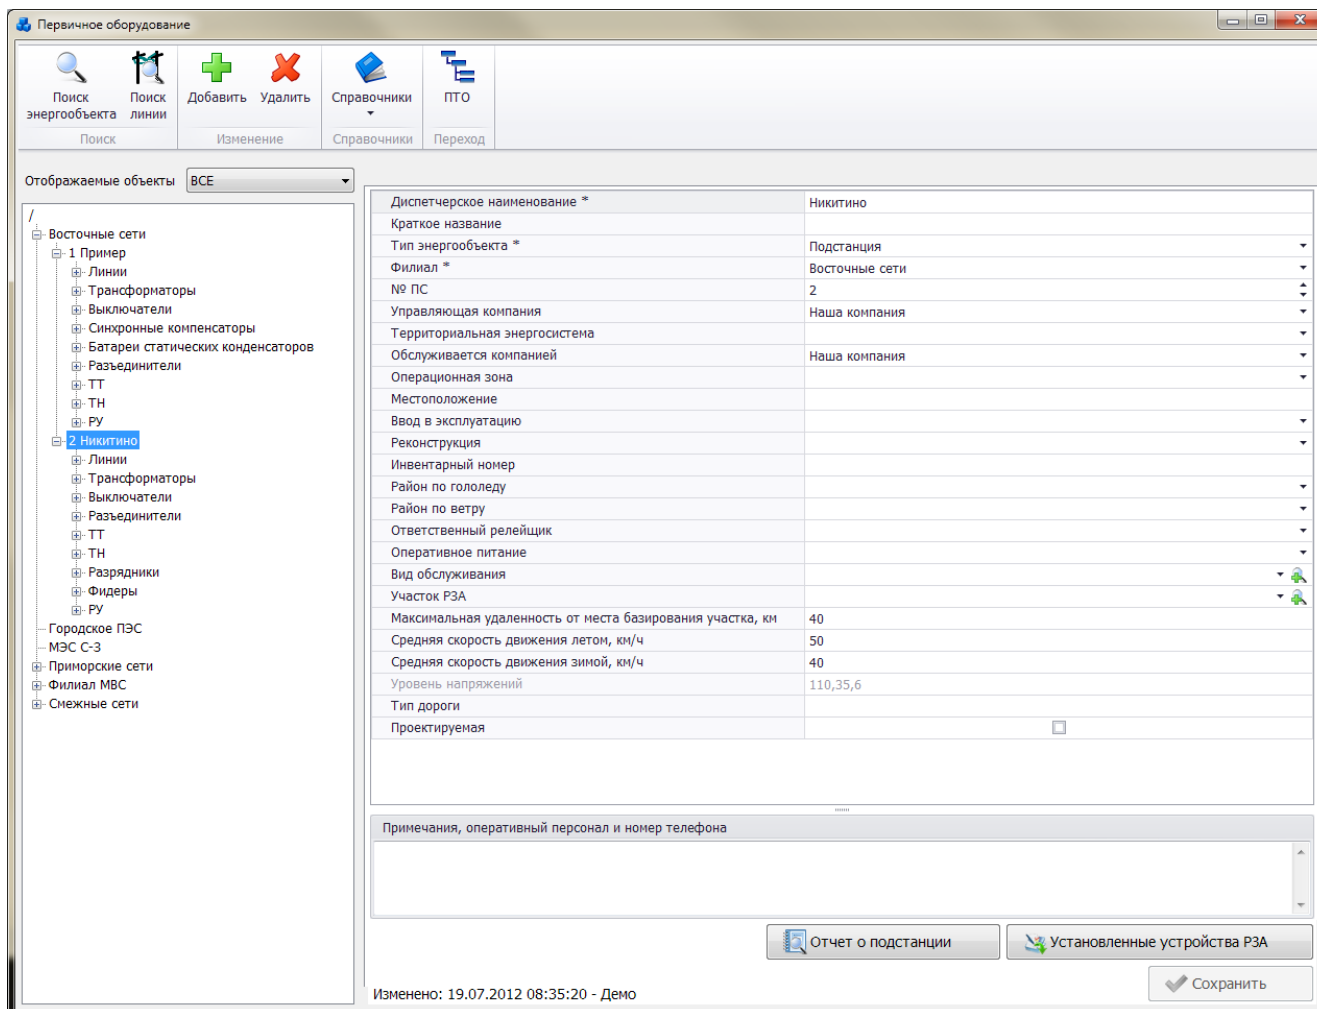 Первичное оборудование
Поиск энергообъекта
Поиск линии
Добавить
Удалить
Справочники
ПТО
Поиск
Изменение
Справочники
Переход
Отображаемые объекты ВСЕ
/
Восточные сети
1 Пример
Линии
Трансформаторы
Выключатели
Синхронные компенсаторы
Батареи статических конденсаторов
Разъединители
ТТ
ТН
РУ
2 Никитино
Линии
Трансформаторы
Выключатели
Разъединители
ТТ
ТН
Разрядники
Фидеры
РУ
Городское ПЭС
МЭС С-3
Приморские сети
Филиал МВС
Смежные сети
Диспетчерское наименование * Никитино
Краткое название
Тип энергообъекта * Подстанция
Филиал * Восточные сети
№ ПС 2
Управляющая компания Наша компания
Территориальная энергосистема
Обслуживается компанией Наша компания
Операционная зона
Местоположение
Ввод в эксплуатацию
Реконструкция
Инвентарный номер
Район по гололеду
Район по ветру
Ответственный релейщик
Оперативное питание
Вид обслуживания
Участок РЗА
Максимальная удаленность от места базирования участка, км 40
Средняя скорость движения летом, км/ч 50
Средняя скорость движения зимой, км/ч 40
Уровень напряжений 110,35,6
Тип дороги
Проектируемая
Примечания, оперативный персонал и номер телефона
Отчет о подстанции
Установленные устройства РЗА
Сохранить
Изменено: 19.07.2012 08:35:20 - Демо